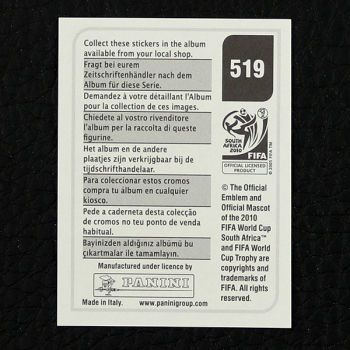 Collect these stickers in the album
available from your local shop.
Fragt bei eurem
Zeitschriftenhändler nach dem
Album für diese Serie.
Demandez à votre détaillant l'Album
pour la collection de ces images.
Chiedete al vostro rivenditore
l'album per la raccolta di queste
figurine.
Het album en de andere
plaatjes zijn verkrijgbaar bij de
tijdschrifthandelaar.
Para coleccionar estos cromos
compra tu álbum en cualquier
kiosco.
Pede a caderneta desta colecção
de cromos no teu ponto de venda
habitual.
Bayinizden aldığınız albümü bu
çıkartmalar ile tamamlayın.
Manufactured under licence by
PANINI
Made in Italy.
www.paninigroup.com
519
SOUTH AFRICA
2010
FIFA
OFFICIAL LICENSED
PRODUCT
© 2005 FIFA TM
© The Official
Emblem and
Official Mascot
of the 2010
FIFA World Cup
South Africa™
and FIFA World
Cup Trophy are
copyrights and
trademarks of
FIFA. All rights
reserved.